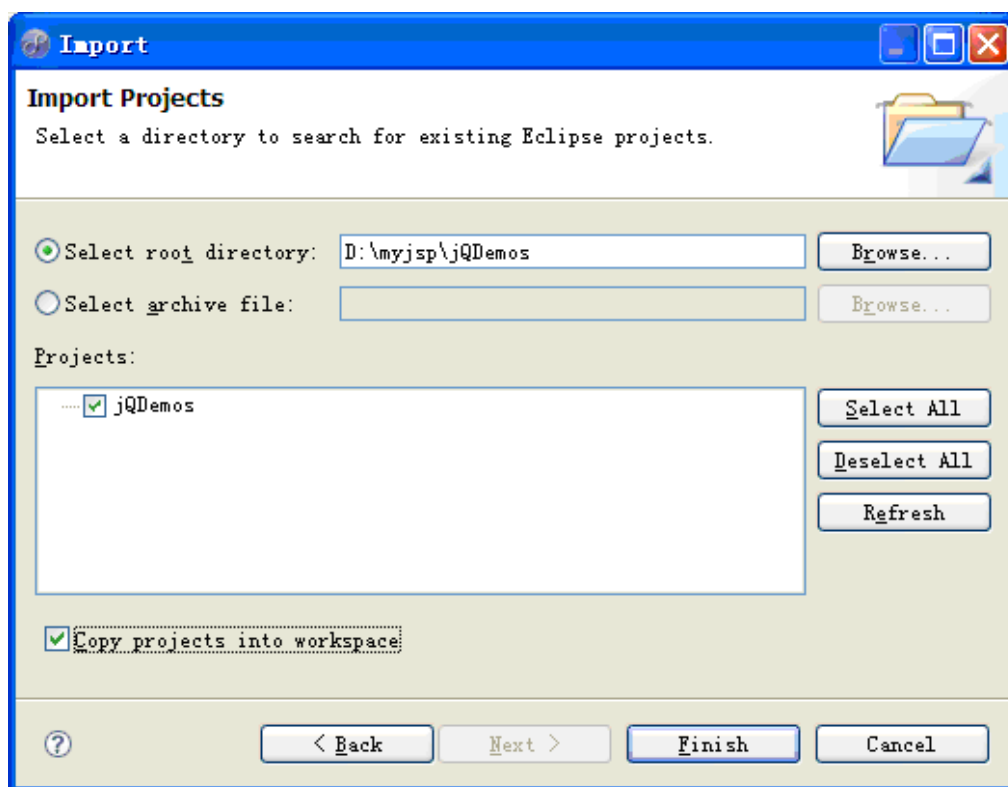 Import
Import Projects
Select a directory to search for existing Eclipse projects.
Select root directory: D:\myjsp\jQDemos Browse...
Select archive file: Browse...
Projects:
jQDemos
Select All
Deselect All
Refresh
Copy projects into workspace
? < Back Next > Finish Cancel